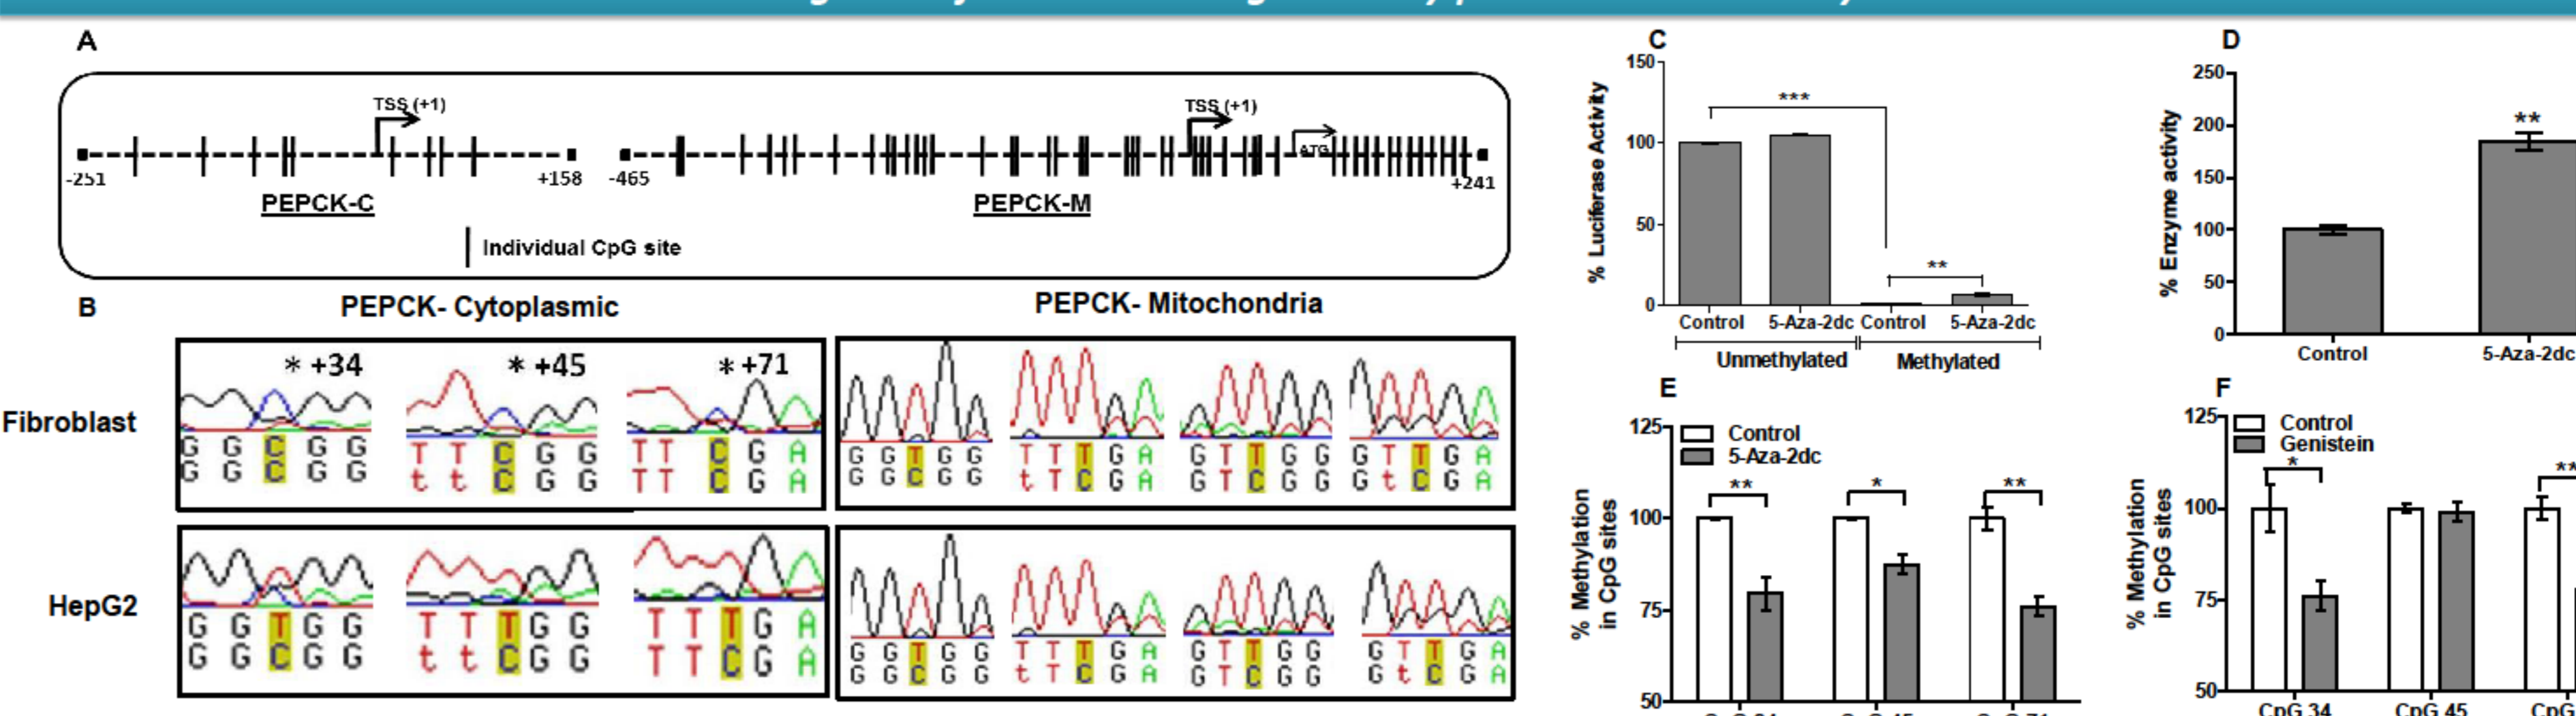 A
TSS (+1)
TSS (+1)
ATG
-251
+158
-465
+241
PEPCK-C
PEPCK-M
Individual CpG site
B
PEPCK- Cytoplasmic
PEPCK- Mitochondria
Fibroblast
* +34
* +45
* +71
G G C G G
G G C G G
T T C G G
t t C G G
T T C G A
T T C G A
G G T G G
G G C G G
T T T G A
t T C G A
G T T G G
G T C G G
G T T G A
G t C G A
HepG2
G G T G G
G G C G G
T T T G G
t t C G G
T T T G A
T T C G A
G G T G G
G G C G G
T T T G A
t T C G A
G T T G G
G T C G G
G T T G A
G t C G A
C
% Luciferase Activity
150
100
50
0
***
**
Control
5-Aza-2dc
Control
5-Aza-2dc
Unmethylated
Methylated
D
% Enzyme activity
250
200
150
100
50
0
**
Control
5-Aza-2dc
E
% Methylation
in CpG sites
125
100
75
50
Control
5-Aza-2dc
**
*
**
F
% Methylation
in CpG sites
125
100
75
50
Control
Genistein
*
**
CpG 34
CpG 45
CpG